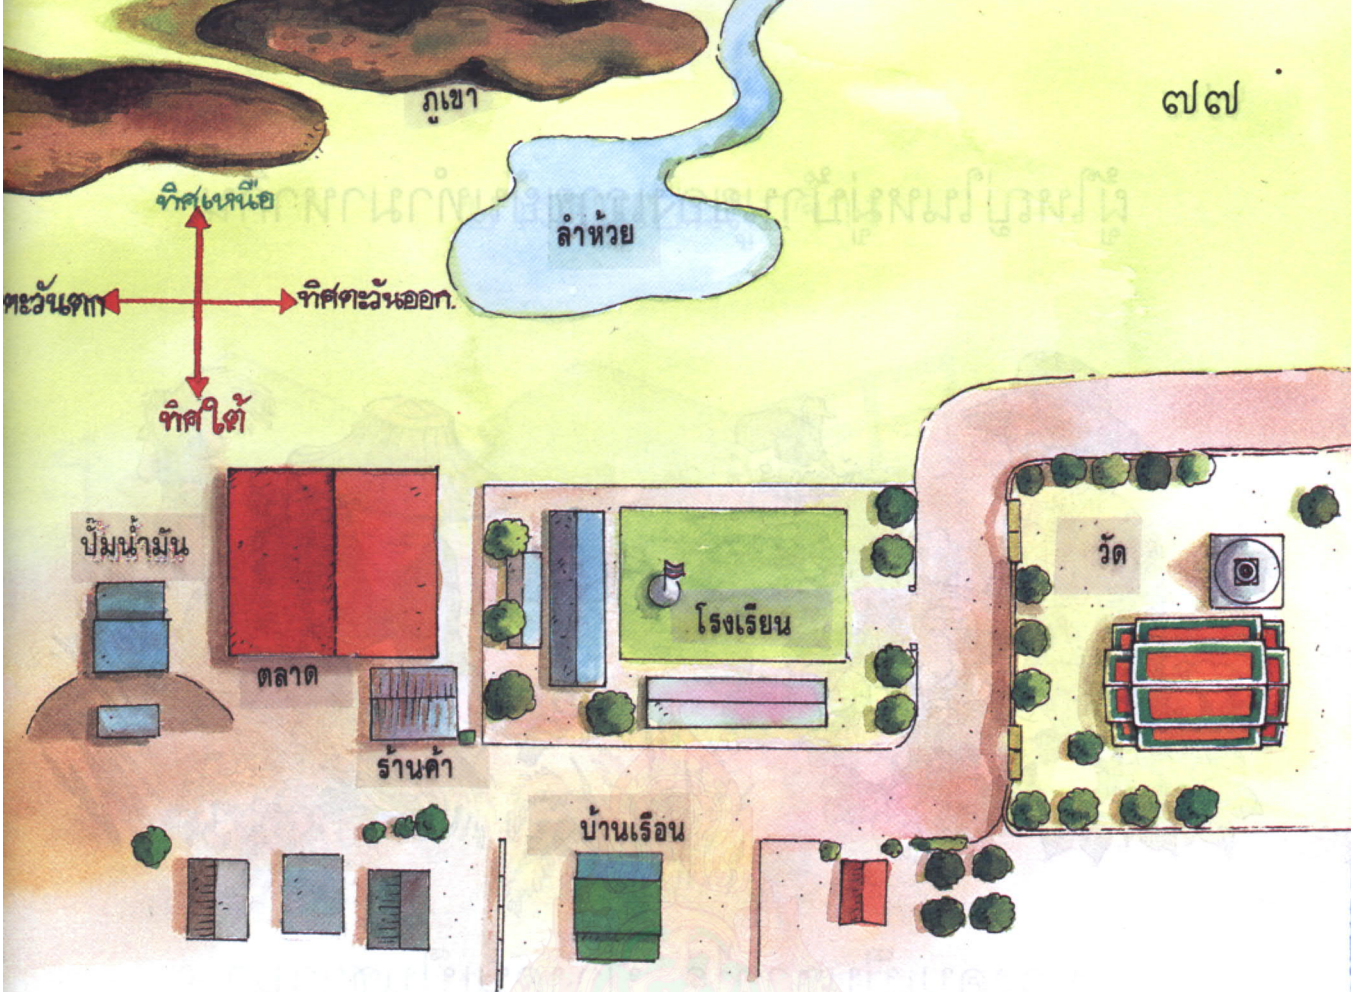 ภูเขา
๗๗
ทิศเหนือ
ลำห้วย
ตะวันตก
ทิศตะวันออก.
ทิศใต้
ปั๊มน้ำมัน
วัด
โรงเรียน
ตลาด
ร้านค้า
บ้านเรือน